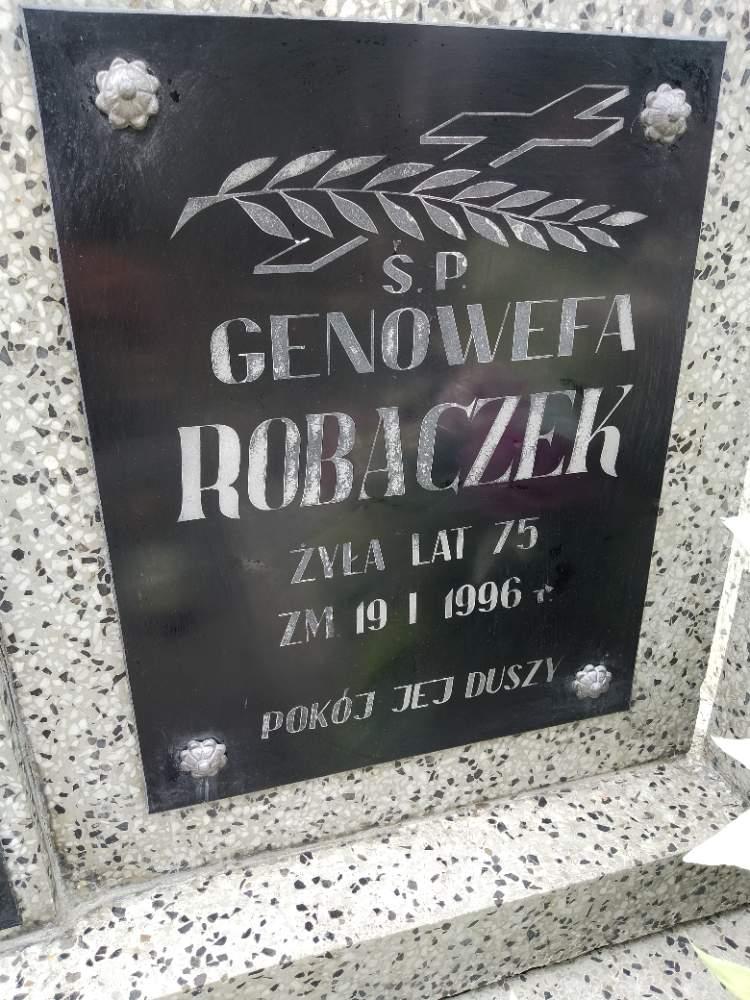 Ś. P.
GENOWEFA
ROBACZEK
ŻYŁA LAT 75
ZM 19 I 1996 r.
POKÓJ JEJ DUSZY